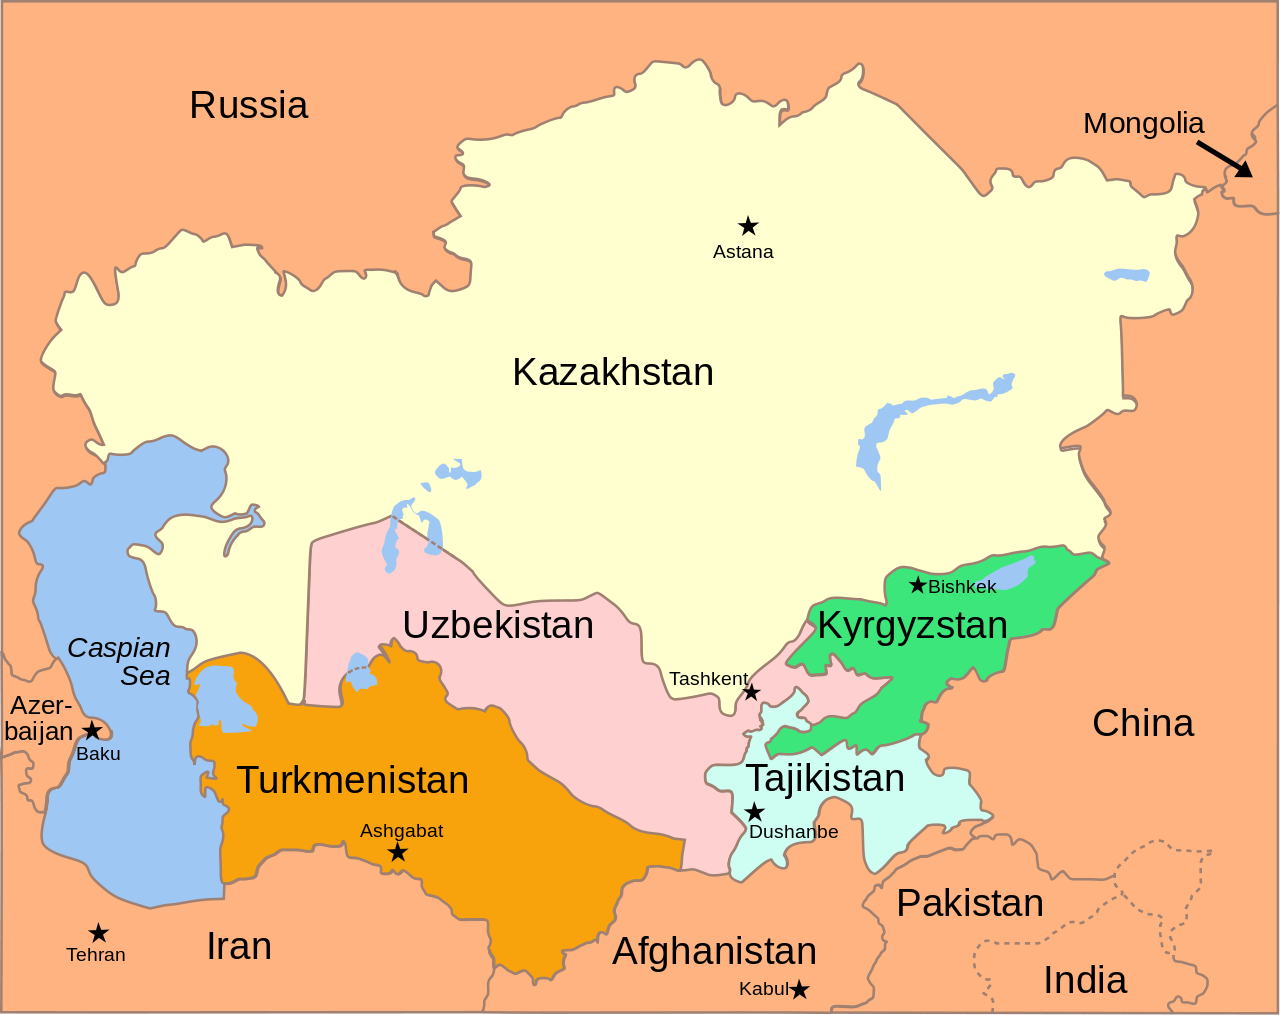 Russia
Mongolia
Astana
Kazakhstan
Bishkek
Uzbekistan
Kyrgyzstan
Caspian
Sea
Tashkent
Azer-
baijan
Baku
China
Turkmenistan
Tajikistan
Ashgabat
Dushanbe
Pakistan
Tehran
Iran
Afghanistan
India
Kabul